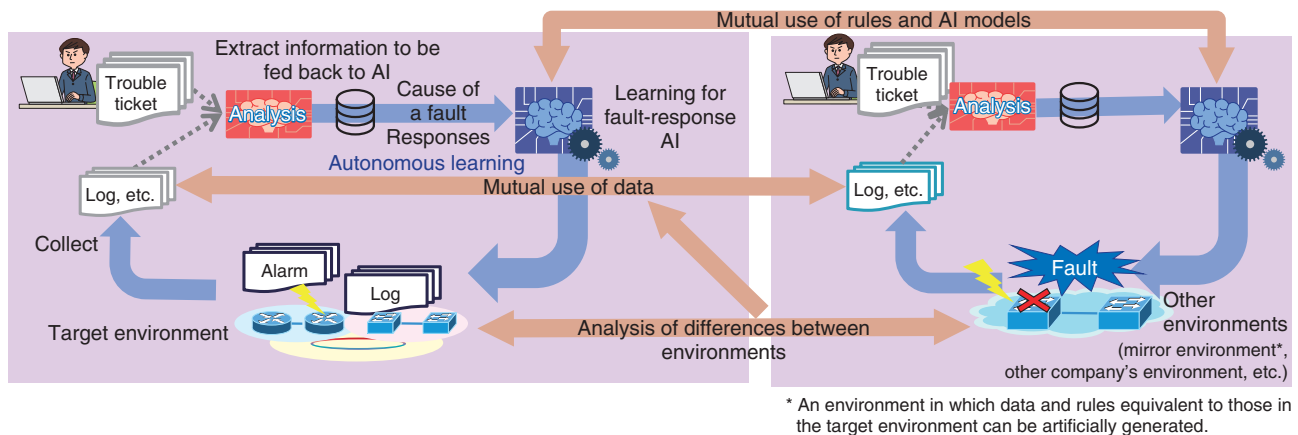 Mutual use of rules and AI models
Extract information to be
fed back to AI
Trouble
ticket
Analysis
Cause of
a fault
Responses
Autonomous learning
Learning for
fault-response
AI
Log, etc.
Mutual use of data
Collect
Alarm
Log
Target environment
Analysis of differences between
environments
Trouble
ticket
Analysis
Log, etc.
Fault
Other
environments
(mirror environment*,
other company's environment, etc.)
* An environment in which data and rules equivalent to those in
the target environment can be artificially generated.